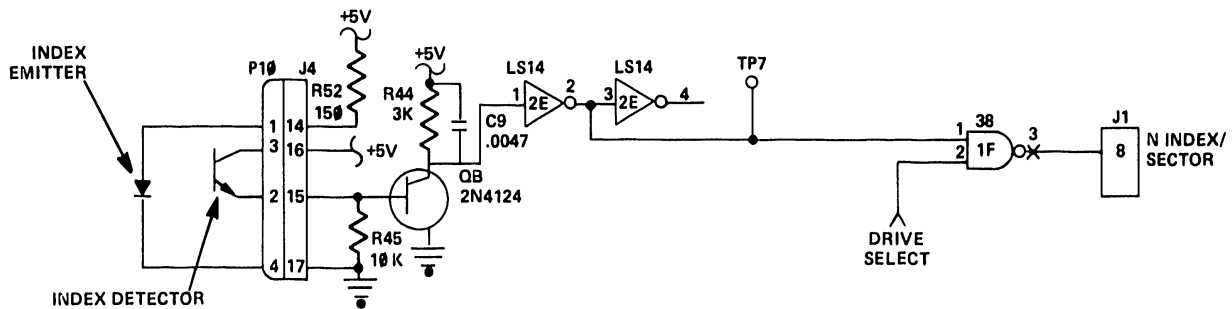 INDEX
EMITTER
P10
J4
+5V
R52
150
1
14
3
16
+5V
2
15
4
17
R45
10 K
INDEX DETECTOR
+5V
R44
3K
C9
.0047
QB
2N4124
LS14
1
2E
2
LS14
3
2E
4
TP7
38
1
2
1F
3
DRIVE
SELECT
J1
8
N INDEX/
SECTOR